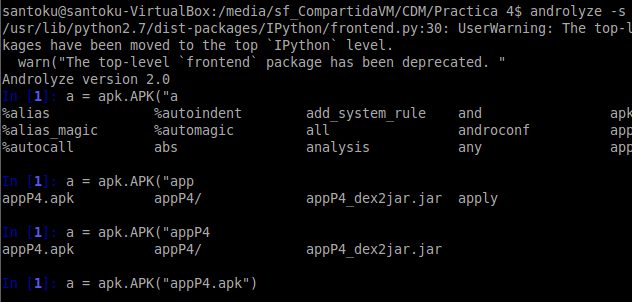 santoku@santoku-VirtualBox:/media/sf_CompartidaVM/CDM/Practica 4$ androlyze -s
/usr/lib/python2.7/dist-packages/IPython/frontend.py:30: UserWarning: The top-l
kages have been moved to the top `IPython` level.
  warn("The top-level `frontend` package has been deprecated. "
Androlyze version 2.0
In [1]: a = apk.APK("a
%alias %autoindent add_system_rule and apk
%alias_magic %automagic all androconf app
%autocall abs analysis any app
In [1]: a = apk.APK("app
appP4.apk appP4/ appP4_dex2jar.jar apply
In [1]: a = apk.APK("appP4
appP4.apk appP4/ appP4_dex2jar.jar
In [1]: a = apk.APK("appP4.apk")